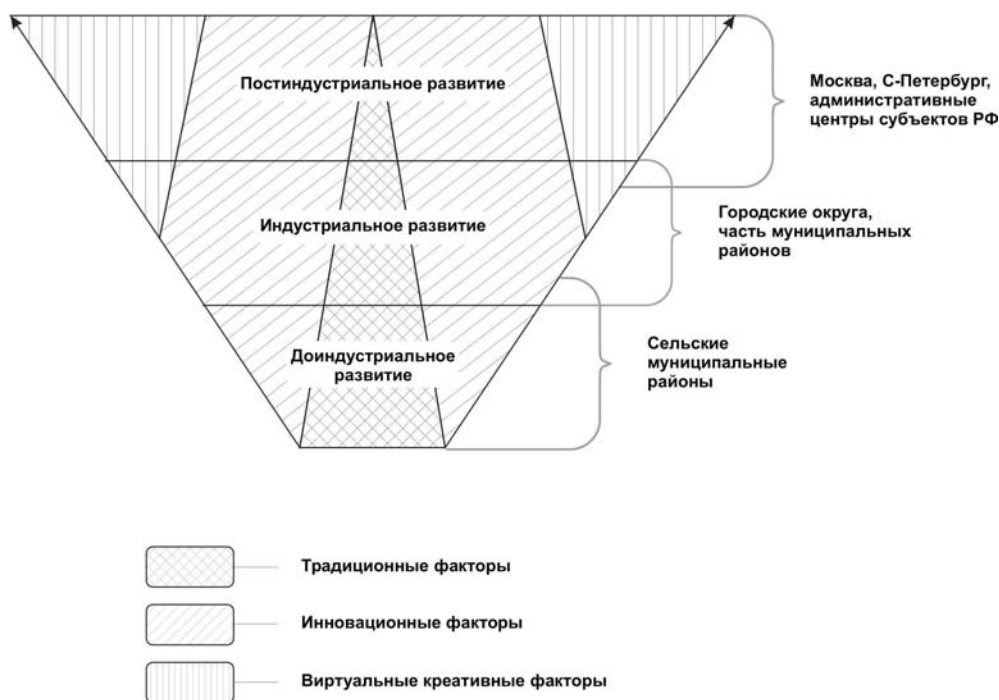 Постиндустриальное развитие
Москва, С-Петербург,
административные
центры субъектов РФ
Индустриальное развитие
Городские округа,
часть муниципальных
районов
Доиндустриальное
развитие
Сельские
муниципальные
районы
Традиционные факторы
Инновационные факторы
Виртуальные креативные факторы